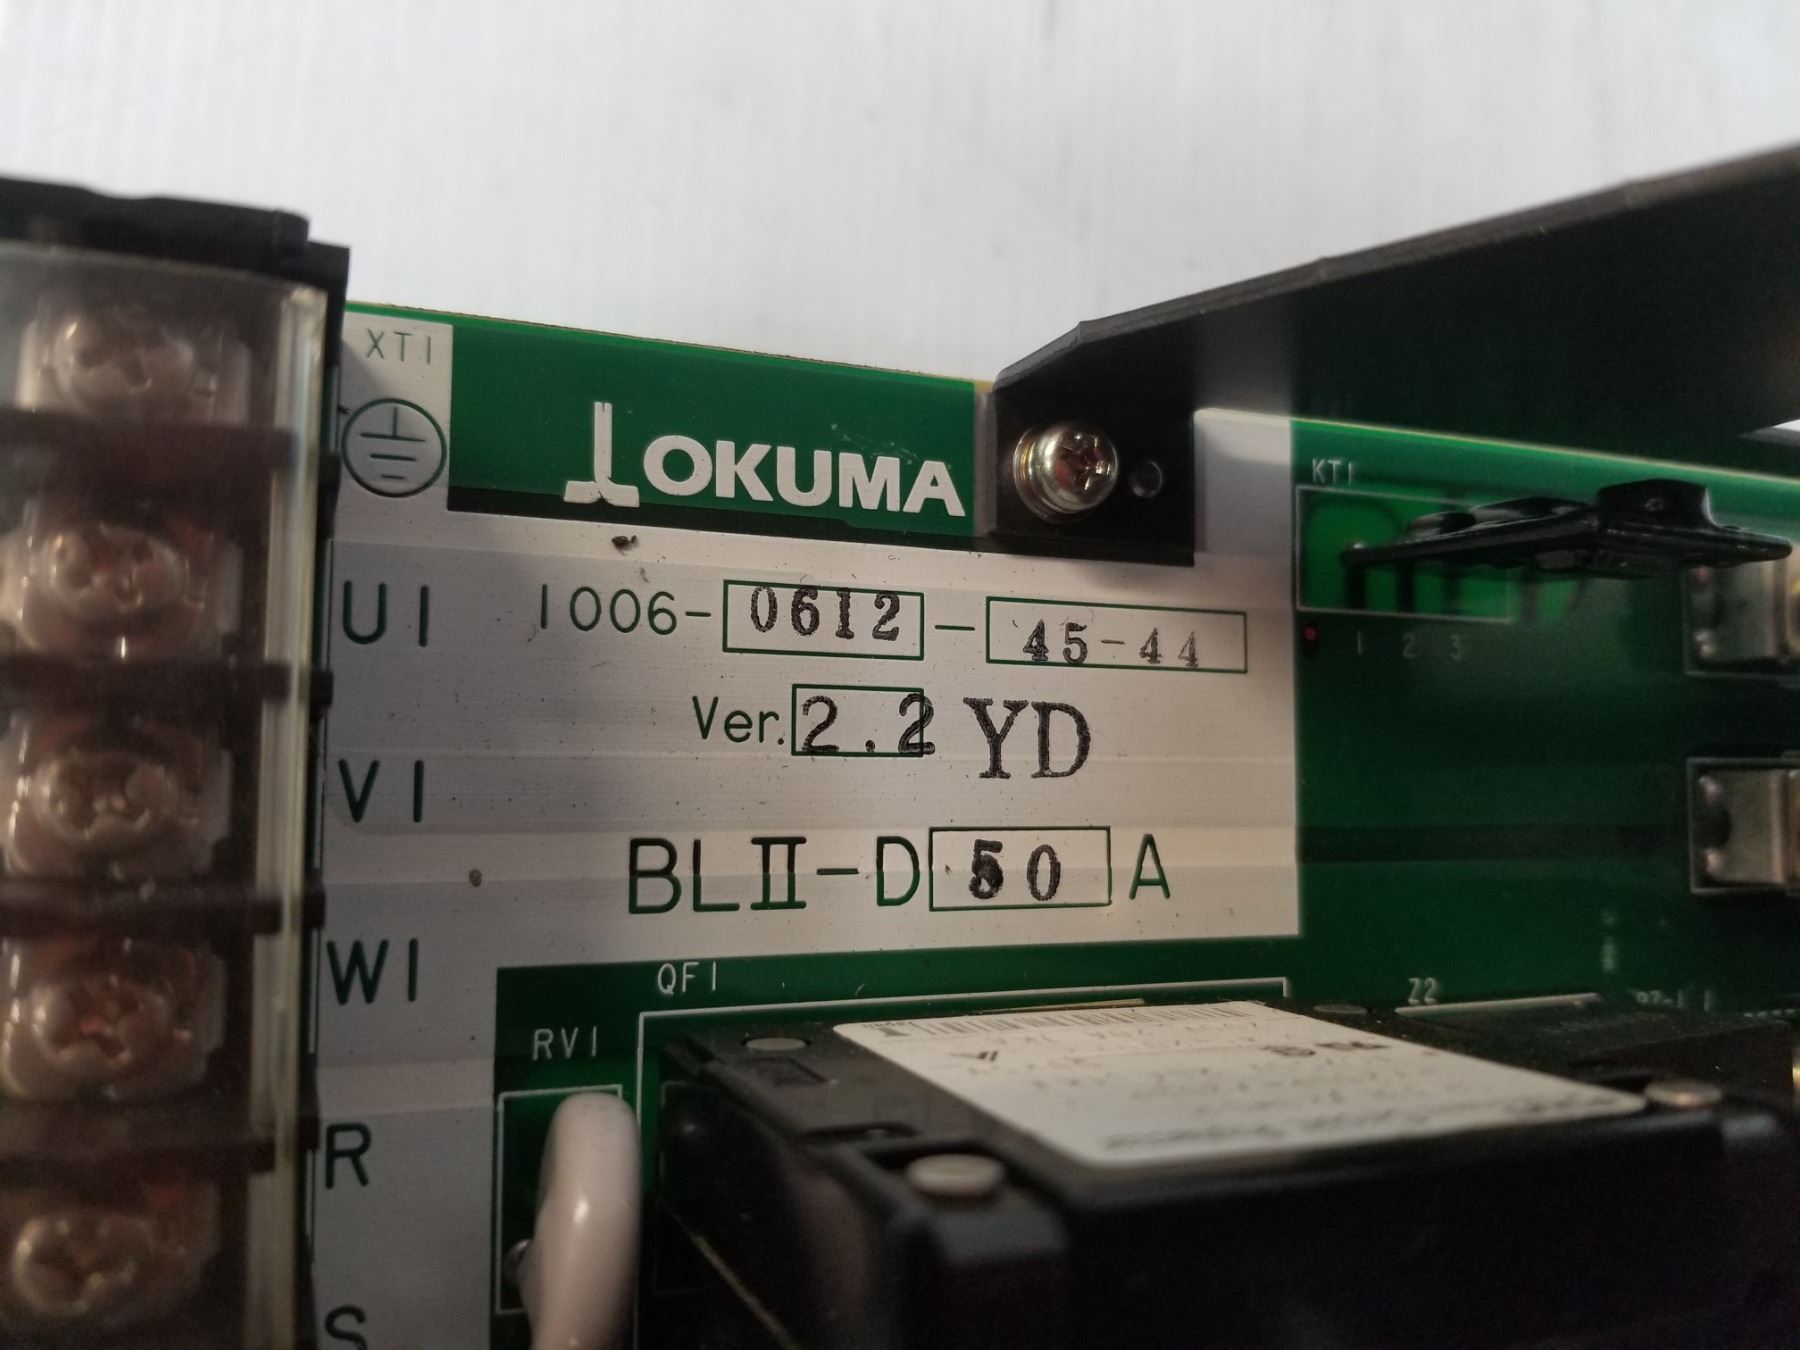 XT1
OKUMA
KT1
1 2 3
U1
1006-0612-45-44
Ver.2.2 YD
V1
BLII-D50A
W1
QF1
Z2
RV1
R
S